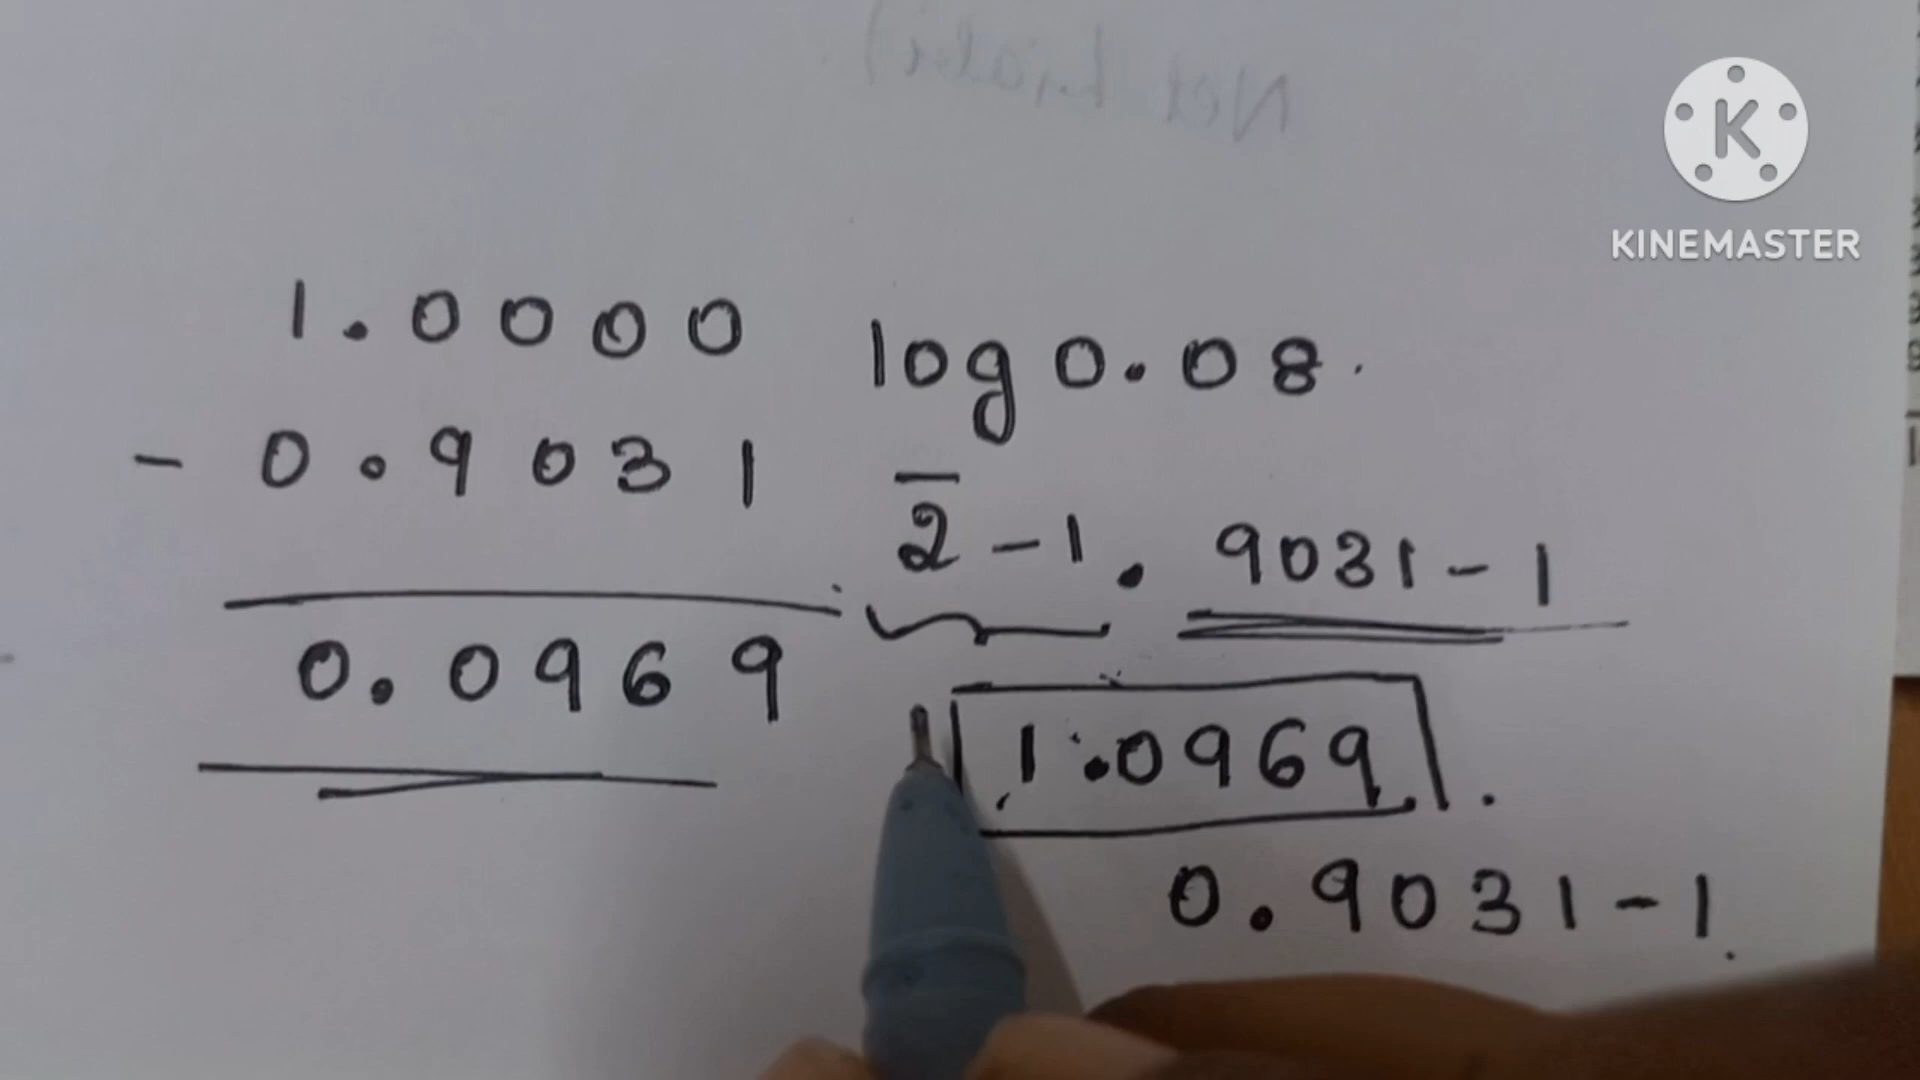 KINEMASTER
1.0000
- 0.9031
0.0969
log 0.08
2̅ - 1 . 9031 - 1
1.0969
0.9031 - 1